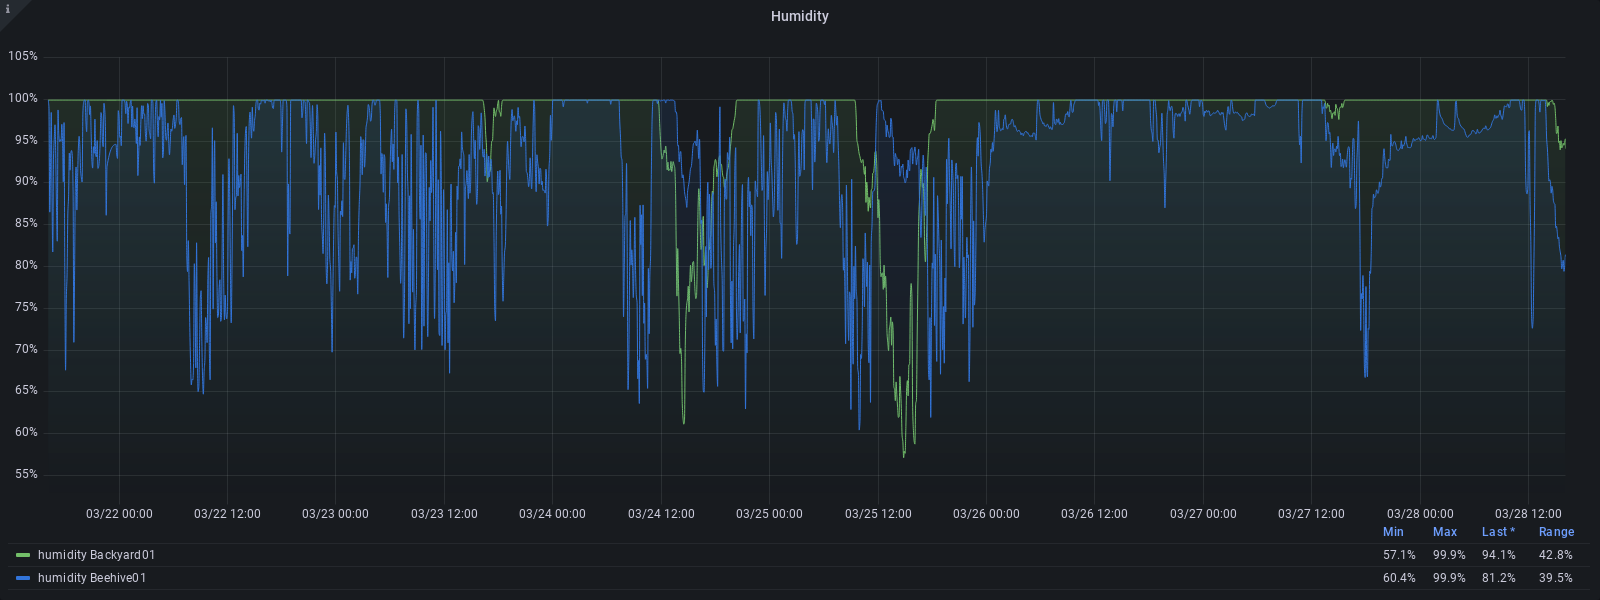 i
Humidity
105%
100%
95%
90%
85%
80%
75%
70%
65%
60%
55%
03/22 00:00 03/22 12:00 03/23 00:00 03/23 12:00 03/24 00:00 03/24 12:00 03/25 00:00 03/25 12:00 03/26 00:00 03/26 12:00 03/27 00:00 03/27 12:00 03/28 00:00 03/28 12:00
Min Max Last * Range
humidity Backyard01 57.1% 99.9% 94.1% 42.8%
humidity Beehive01 60.4% 99.9% 81.2% 39.5%